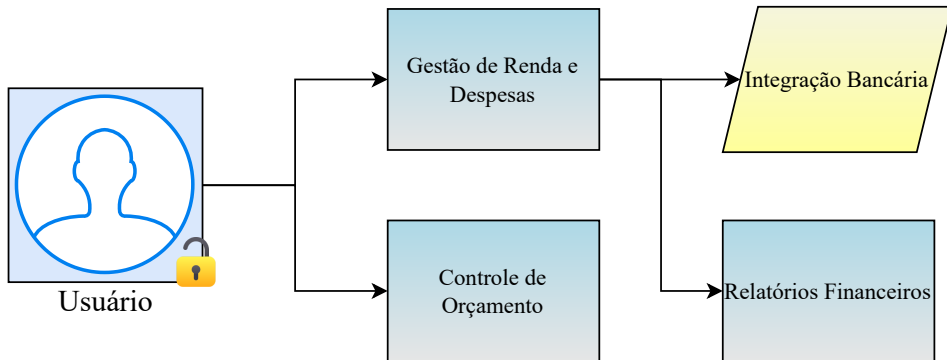 Gestão de Renda e
Despesas
Integração Bancária
Usuário
Controle de
Orçamento
Relatórios Financeiros